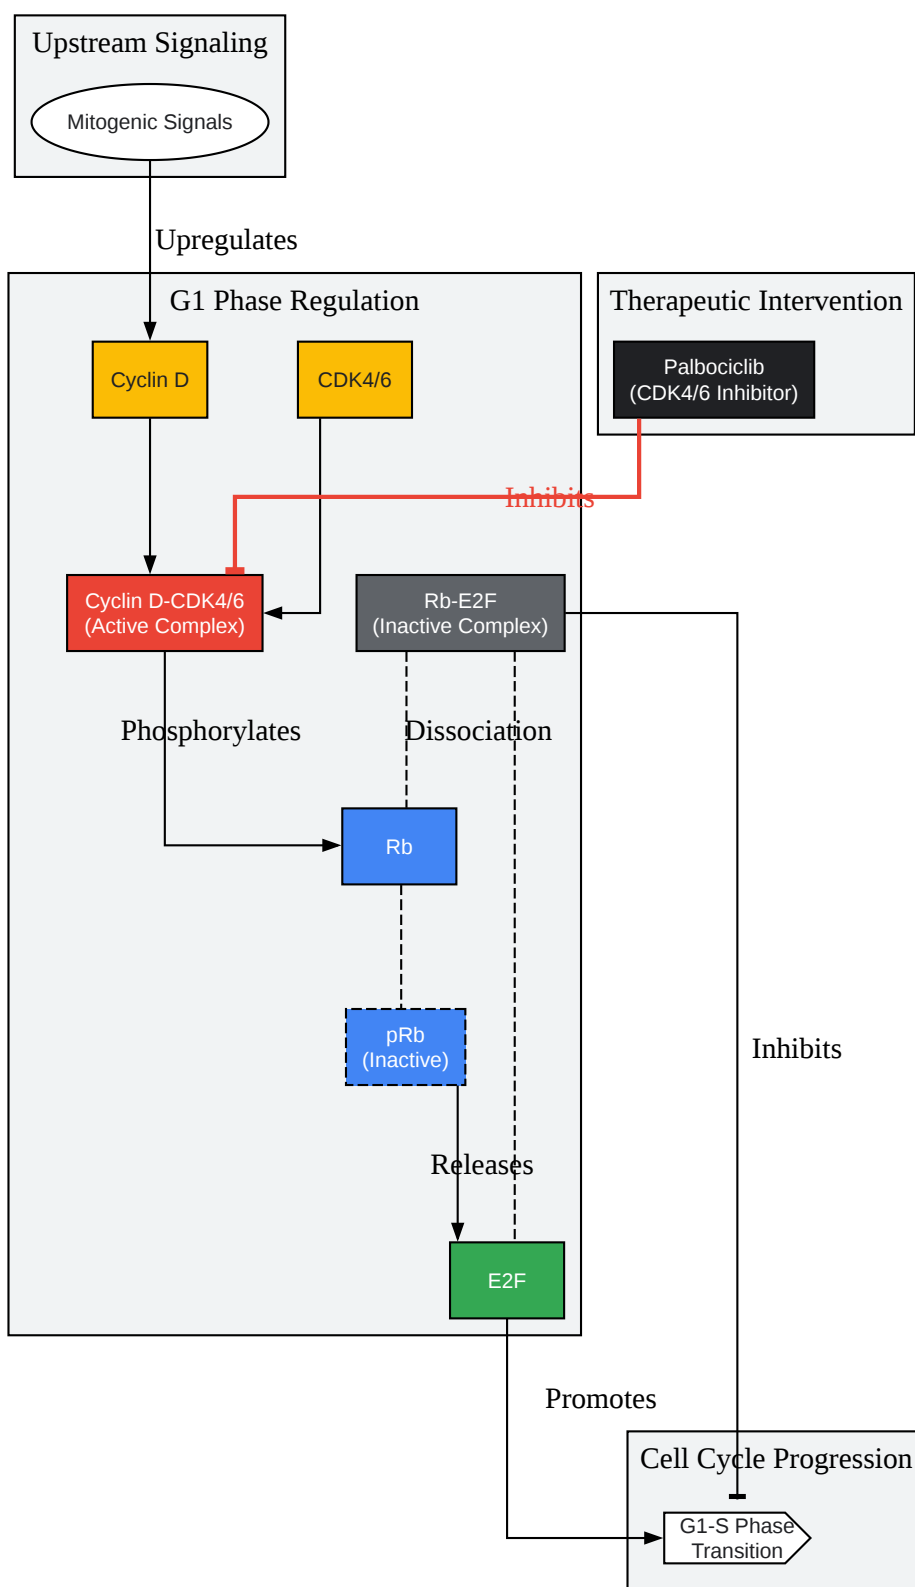 Upstream Signaling
Mitogenic Signals
Upregulates
G1 Phase Regulation
Therapeutic Intervention
Cyclin D
CDK4/6
Palbociclib
(CDK4/6 Inhibitor)
Inhibits
Cyclin D-CDK4/6
(Active Complex)
Rb-E2F
(Inactive Complex)
Phosphorylates
Dissociation
Rb
pRb
(Inactive)
Inhibits
Releases
E2F
Promotes
Cell Cycle Progression
G1-S Phase
Transition